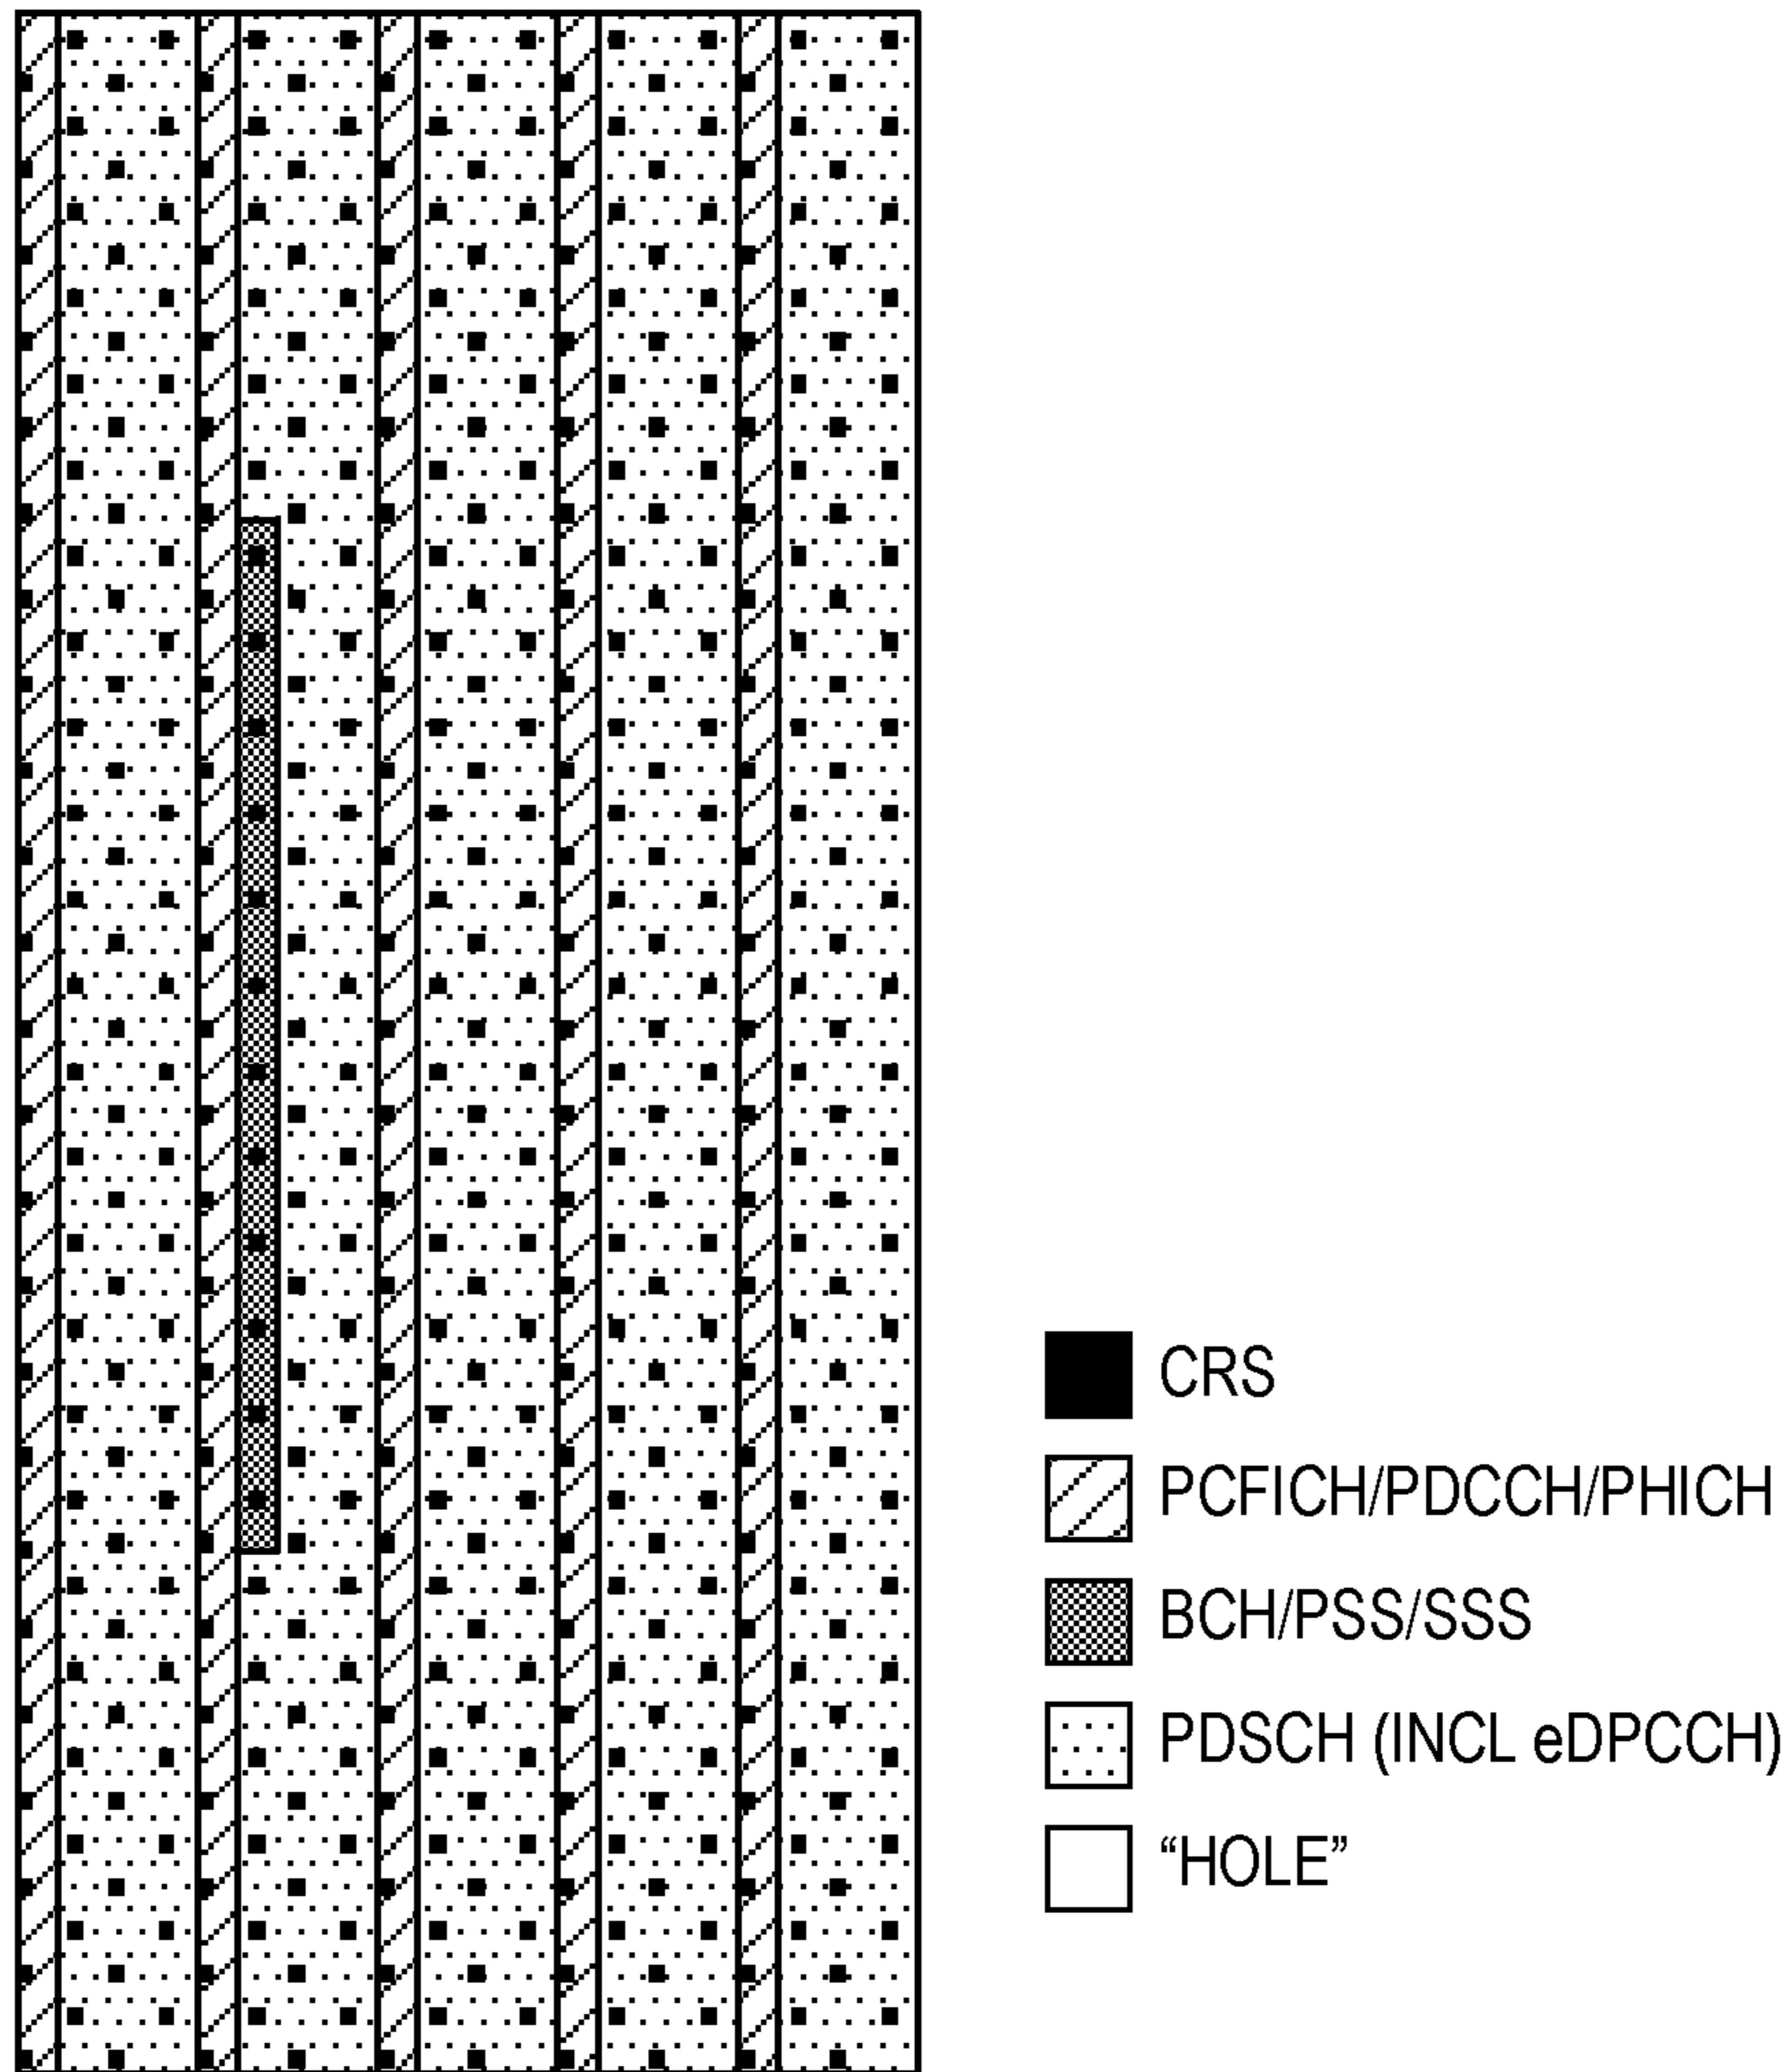 CRS
PCFICH/PDCCH/PHICH
BCH/PSS/SSS
PDSCH (INCL eDPCCH)
“HOLE”